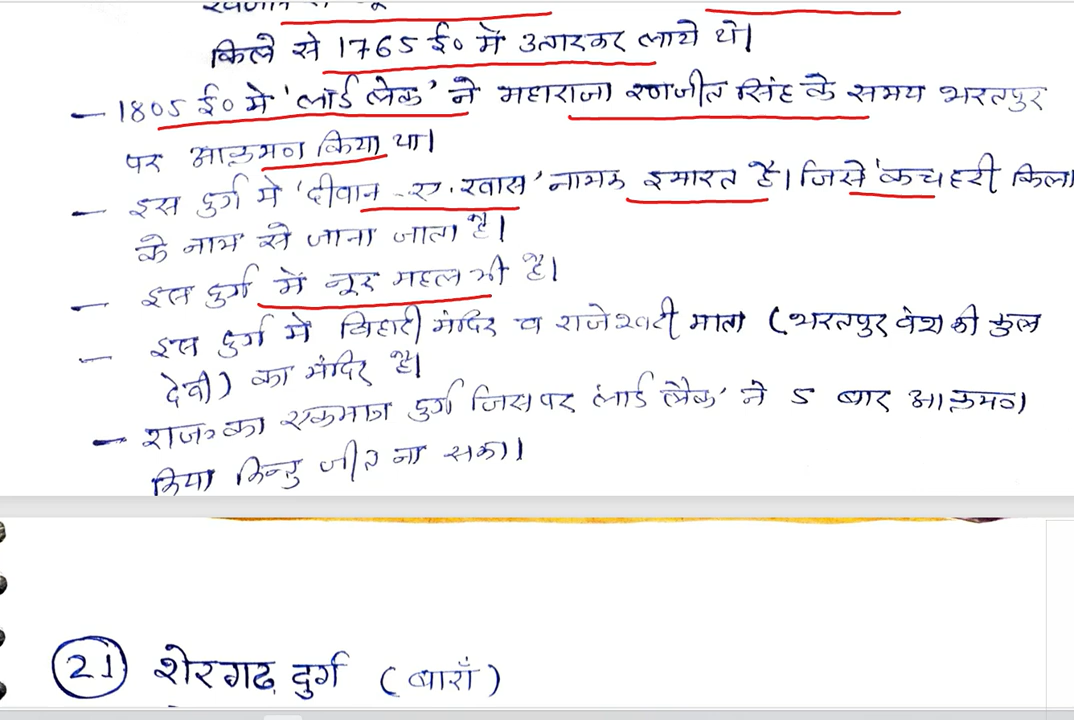 किले से 1765 ई० में उतारकर लाये थे।
- 1805 ई० मे 'लॉर्ड लेक' ने महाराजा रणजीत सिंह के समय भरतपुर
पर आक्रमण किया था।
- इस दुर्ग मे 'दीवान-ए-खास' नामक इमारत है। जिसे 'कचहरी किला
के नाम से जाना जाता है।
- इस दुर्ग में नूर महल भी है।
- इस दुर्ग में बिहारी मंदिर व राजेश्वरी माता (भरतपुर वंश की कुल
देवी) का मंदिर है।
- राज० का एकमात्र दुर्ग जिस पर 'लार्ड लैक' ने 5 बार आक्रमण
किया किन्तु जीत ना सका।
21 शेरगढ़ दुर्ग (बाराँ)